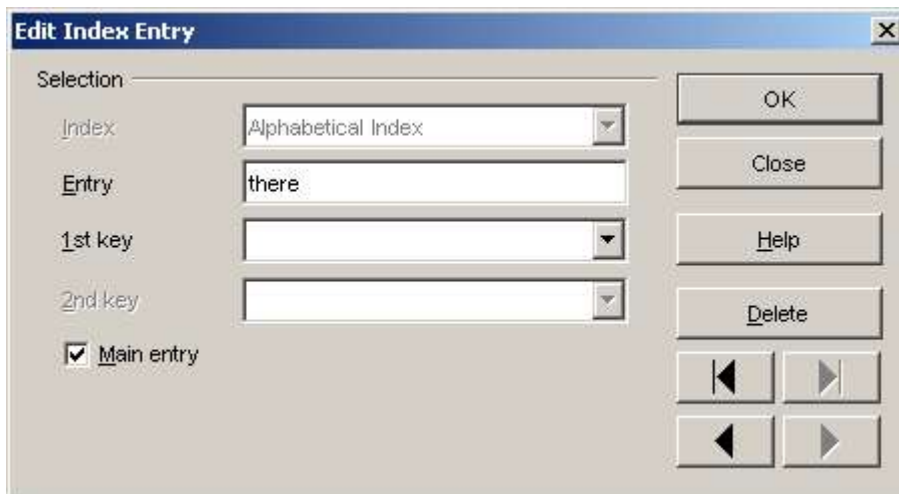 Edit Index Entry
Selection
Index
Alphabetical Index
Entry
there
1st key
2nd key
Main entry
OK
Close
Help
Delete